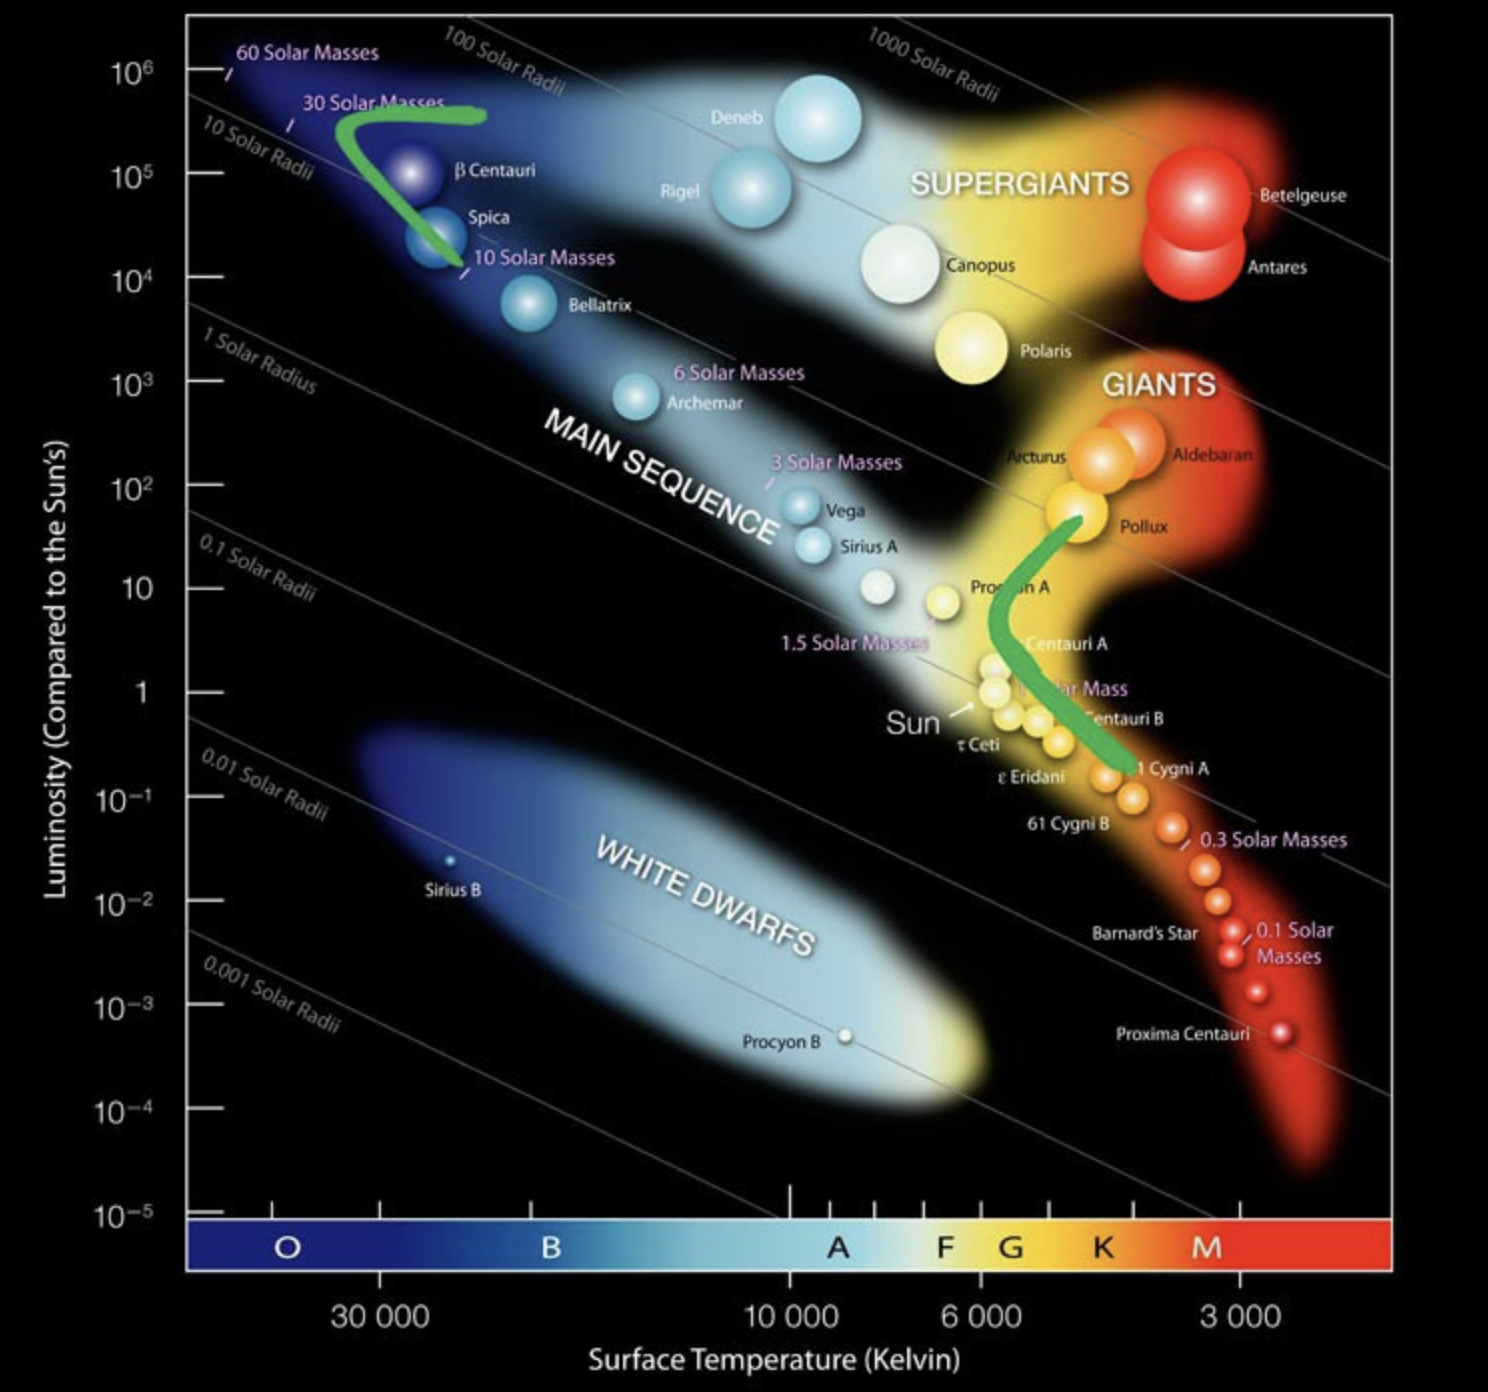 60 Solar Masses
30 Solar Masses
100 Solar Radii
1000 Solar Radii
10 Solar Radii
1 Solar Radius
0.1 Solar Radii
0.01 Solar Radii
0.001 Solar Radii
10⁶
10⁵
10⁴
10³
10²
10
1
10⁻¹
10⁻²
10⁻³
10⁻⁴
10⁻⁵
Luminosity (Compared to the Sun's)
Deneb
β Centauri
Rigel
SUPERGIANTS
Betelgeuse
Spica
10 Solar Masses
Canopus
Antares
Bellatrix
Polaris
6 Solar Masses
Archemar
GIANTS
MAIN SEQUENCE
3 Solar Masses
Arcturus
Aldebaran
Vega
Pollux
Sirius A
A
1.5 Solar Masses
Centauri A
Mass
Sun
Centauri B
τ Ceti
ε Eridani
Cygni A
61 Cygni B
0.3 Solar Masses
WHITE DWARFS
Sirius B
Barnard's Star
0.1 Solar
Masses
Procyon B
Proxima Centauri
O B A F G K M
30 000 10 000 6 000 3 000
Surface Temperature (Kelvin)